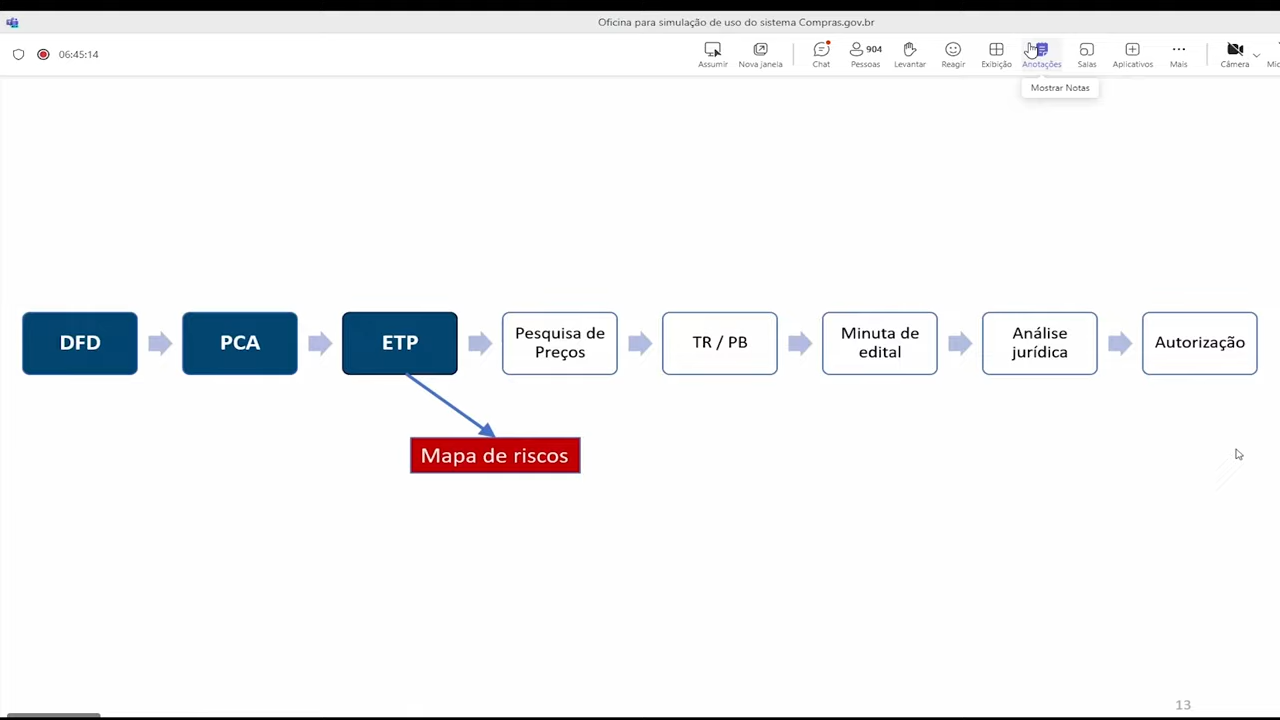 Oficina para simulação de uso do sistema Compras.gov.br
06:45:14
Assumir
Nova janela
Chat
904
Pessoas
Levantar
Reagir
Exibição
Anotações
Salas
Aplicativos
Mais
Câmera
Mic
Mostrar Notas
DFD
PCA
ETP
Pesquisa de
Preços
TR / PB
Minuta de
edital
Análise
jurídica
Autorização
Mapa de riscos
13